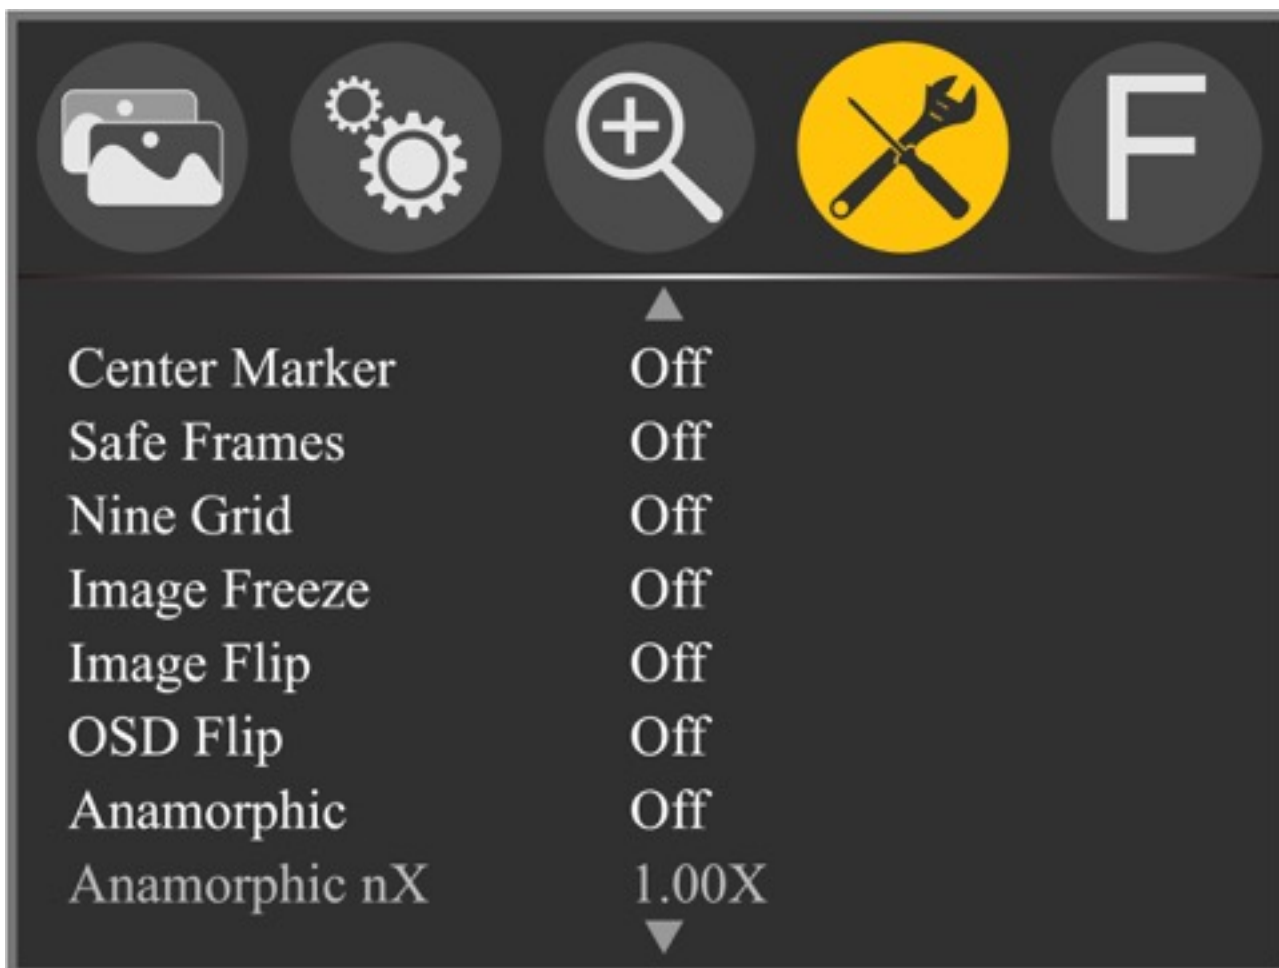 F
Center Marker Off
Safe Frames Off
Nine Grid Off
Image Freeze Off
Image Flip Off
OSD Flip Off
Anamorphic Off
Anamorphic nX 1.00X